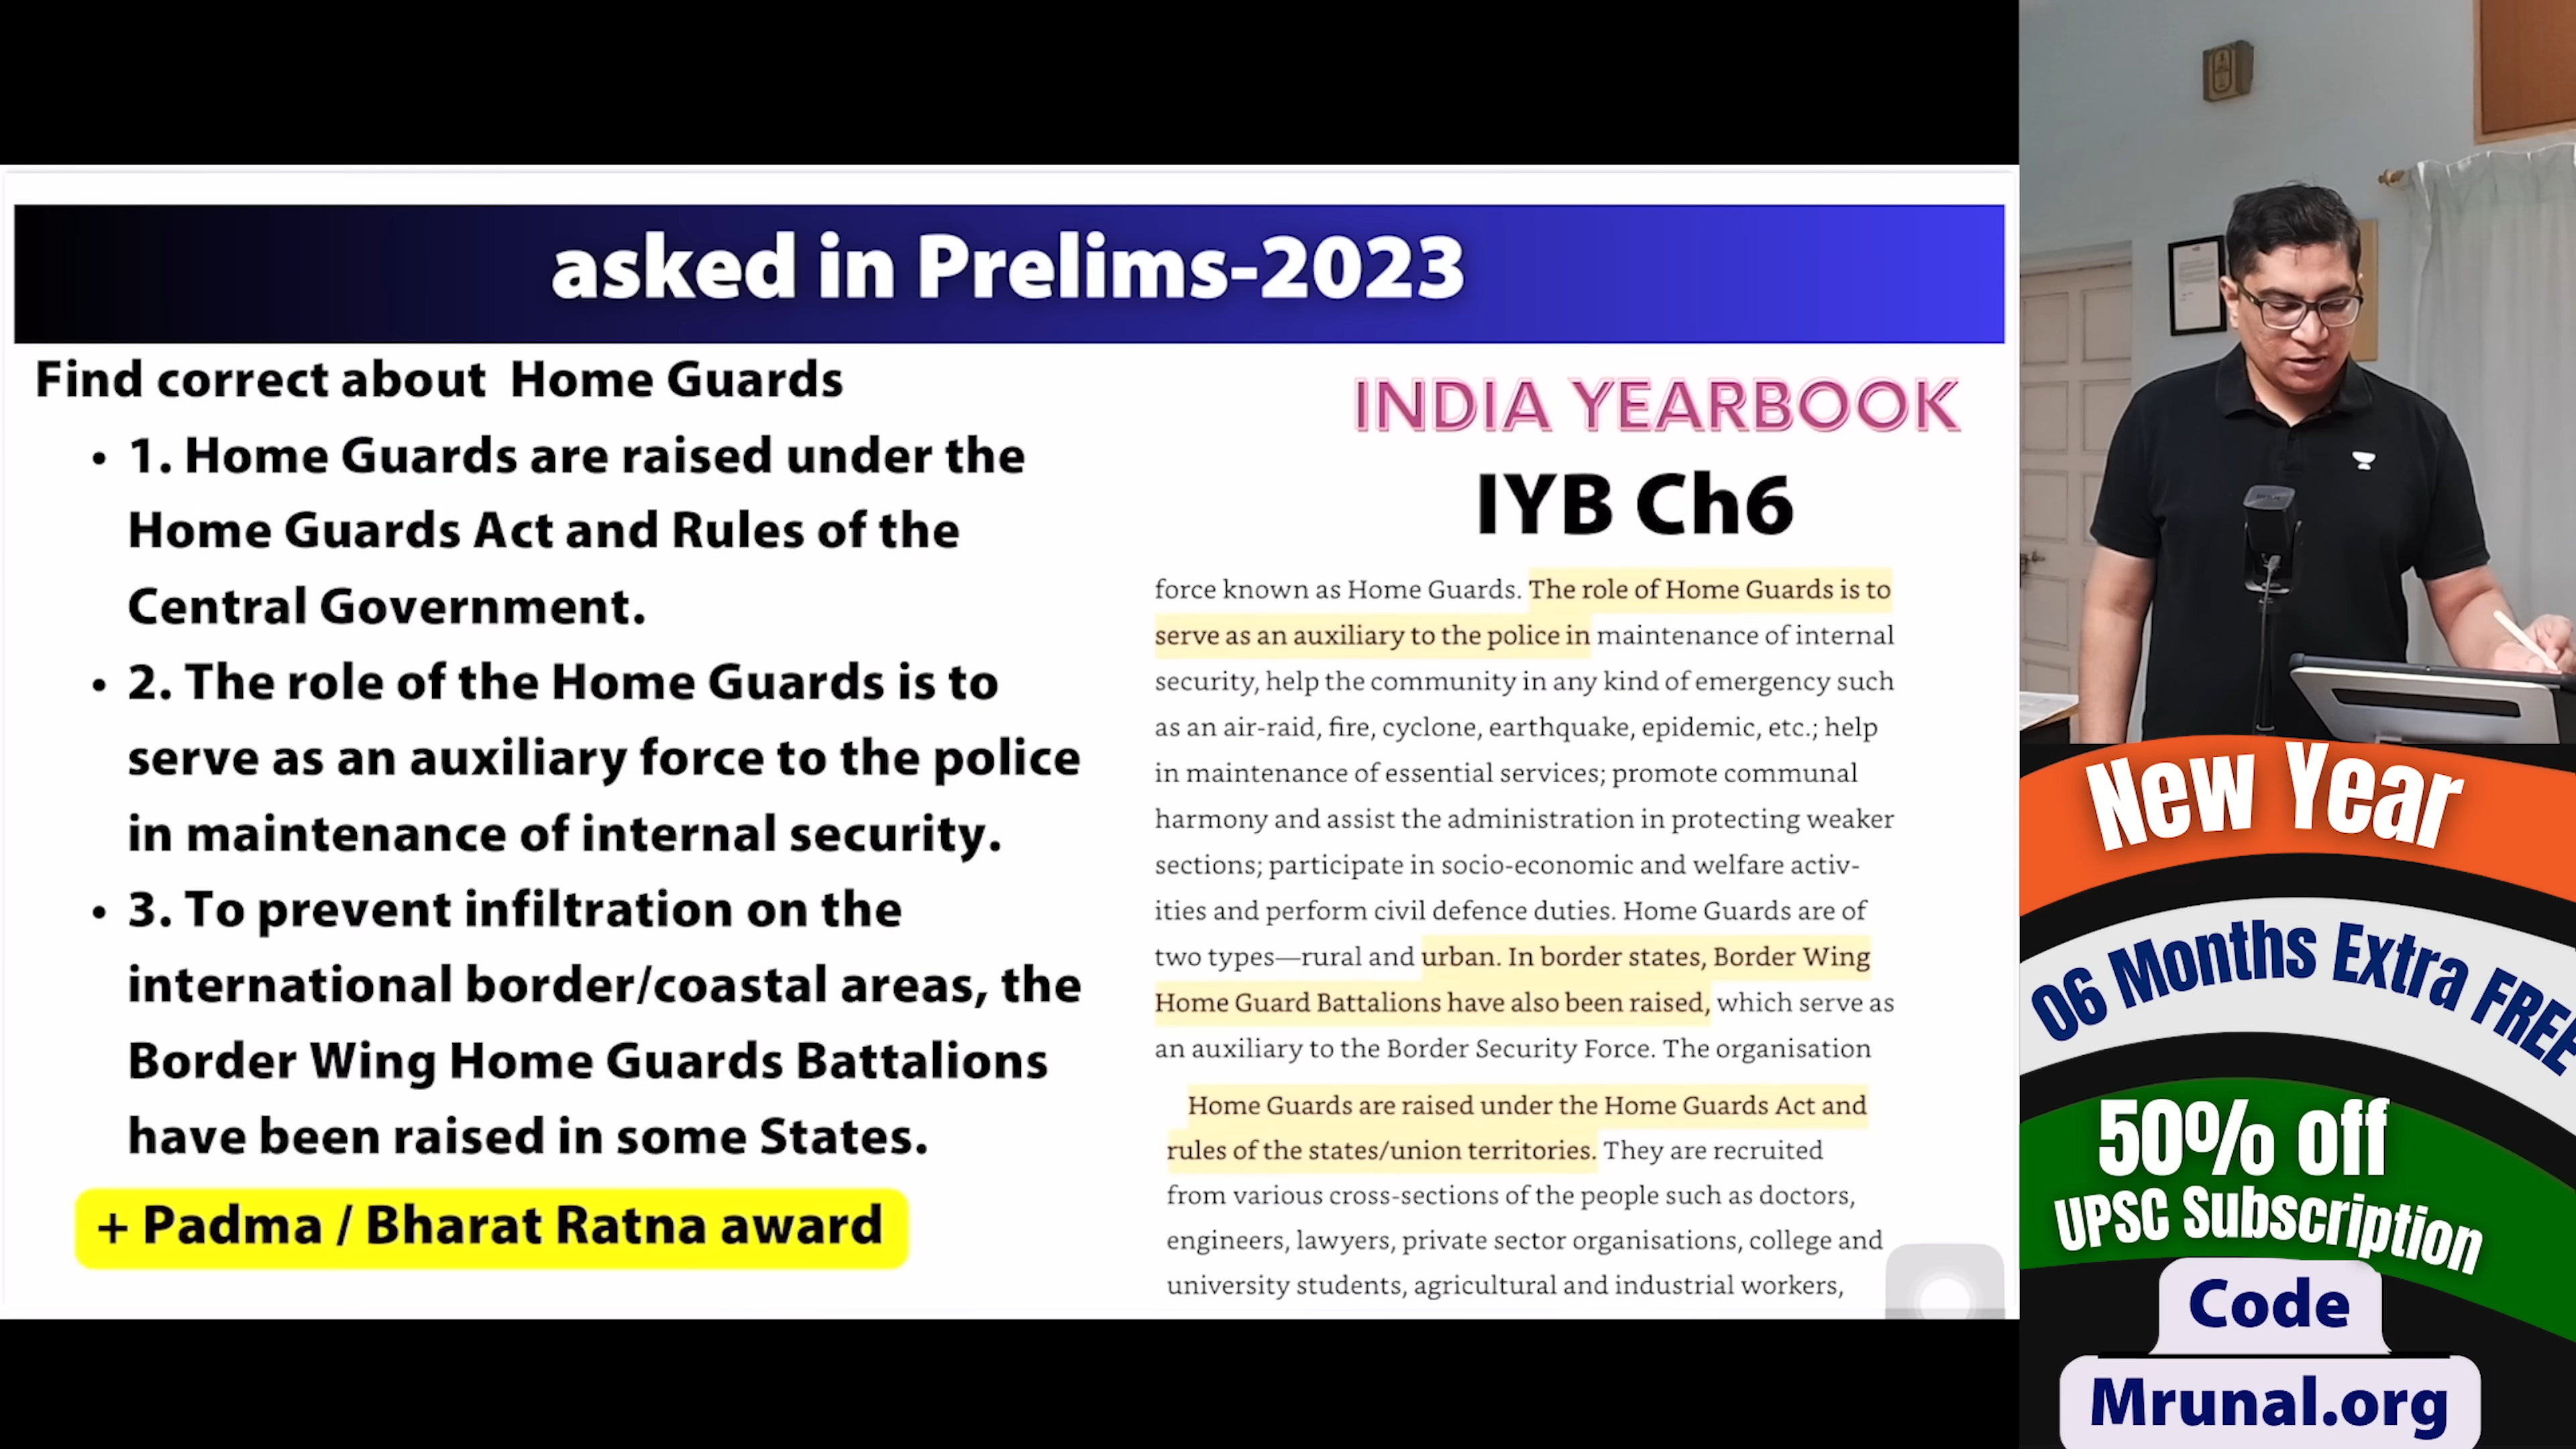 asked in Prelims-2023
Find correct about Home Guards
• 1. Home Guards are raised under the
Home Guards Act and Rules of the
Central Government.
• 2. The role of the Home Guards is to
serve as an auxiliary force to the police
in maintenance of internal security.
• 3. To prevent infiltration on the
international border/coastal areas, the
Border Wing Home Guards Battalions
have been raised in some States.
+ Padma / Bharat Ratna award
INDIA YEARBOOK
IYB Ch6
force known as Home Guards. The role of Home Guards is to
serve as an auxiliary to the police in maintenance of internal
security, help the community in any kind of emergency such
as an air-raid, fire, cyclone, earthquake, epidemic, etc.; help
in maintenance of essential services; promote communal
harmony and assist the administration in protecting weaker
sections; participate in socio-economic and welfare activ-
ities and perform civil defence duties. Home Guards are of
two types—rural and urban. In border states, Border Wing
Home Guard Battalions have also been raised, which serve as
an auxiliary to the Border Security Force. The organisation
Home Guards are raised under the Home Guards Act and
rules of the states/union territories. They are recruited
from various cross-sections of the people such as doctors,
engineers, lawyers, private sector organisations, college and
university students, agricultural and industrial workers,
New Year
06 Months Extra FREE
50% off
UPSC Subscription
Code
Mrunal.org